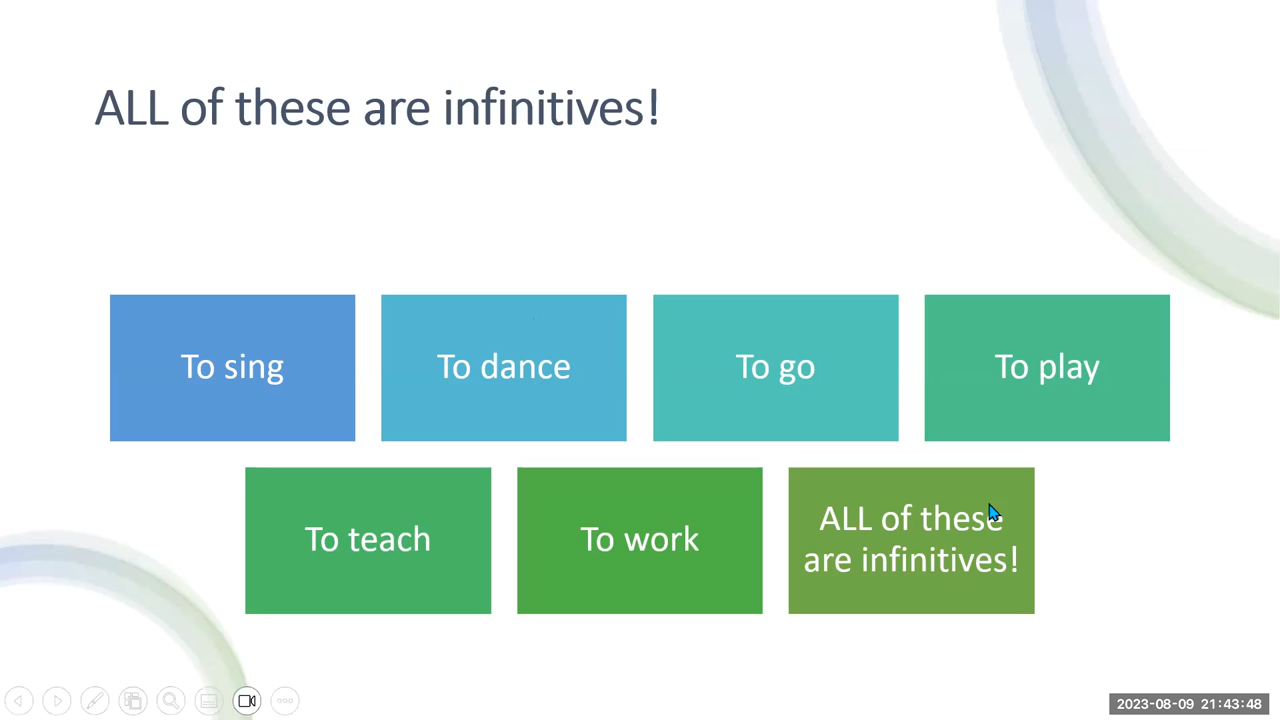 ALL of these are infinitives!
To sing
To dance
To go
To play
To teach
To work
ALL of these
are infinitives!
2023-08-09 21:43:48